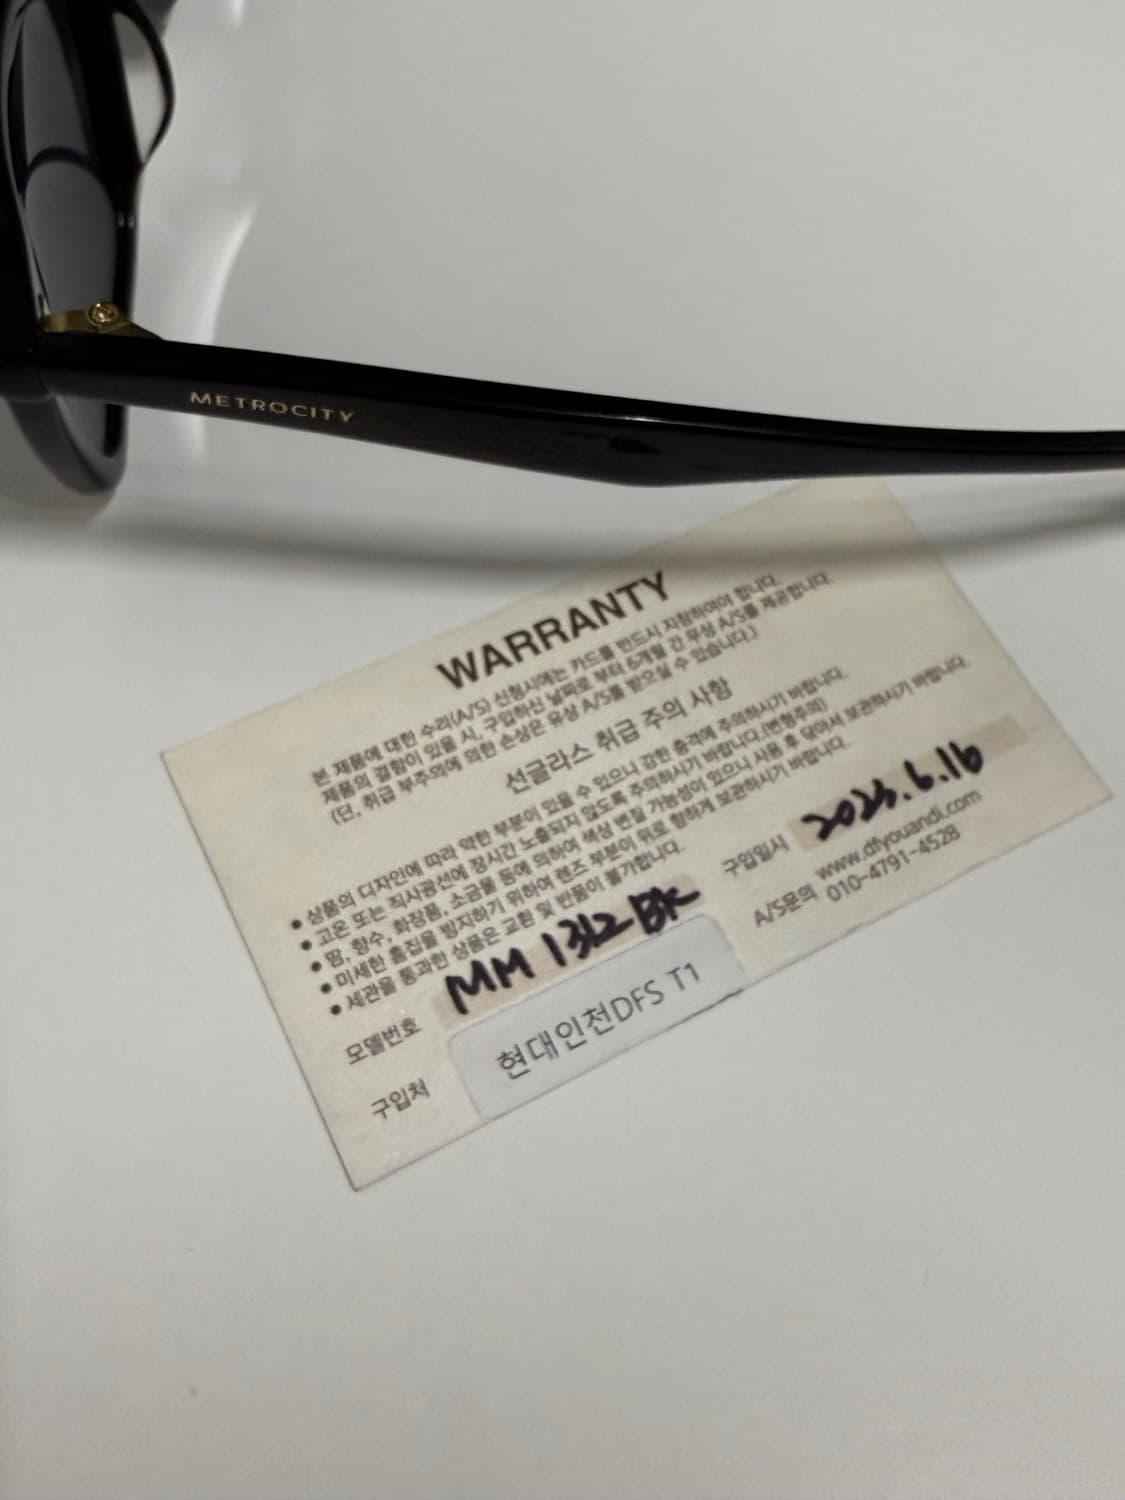 METROCITY
WARRANTY
본 제품에 대한 수리(A/S) 신청시에는 카드를 반드시 지참하여야 합니다.
제품의 결함이 있을 시, 구입하신 날짜로 부터 6개월 간 무상 A/S를 제공합니다.
(단, 취급 부주의에 의한 손상은 유상 A/S를 받으실 수 있습니다.)
선글라스 취급 주의 사항
• 상품의 디자인에 따라 약한 부분이 있을 수 있으니 강한 충격에 주의하시기 바랍니다.
• 고온 또는 직사광선에 장시간 노출되지 않도록 주의하시기 바랍니다.(변형주의)
• 땀, 향수, 화장품, 소금물 등에 의하여 색상 변질 가능성이 있으니 사용 후 닦아서 보관하시기 바랍니다.
• 미세한 흠집을 방지하기 위하여 렌즈 부분이 위로 향하게 보관하시기 바랍니다.
• 세관을 통과한 상품은 교환 및 반품이 불가합니다.
모델번호 MM 1312 BK 구입일시 2023.6.16
구입처 현대인천DFS T1
www.dfyouandi.com
A/S문의 010-4791-4528